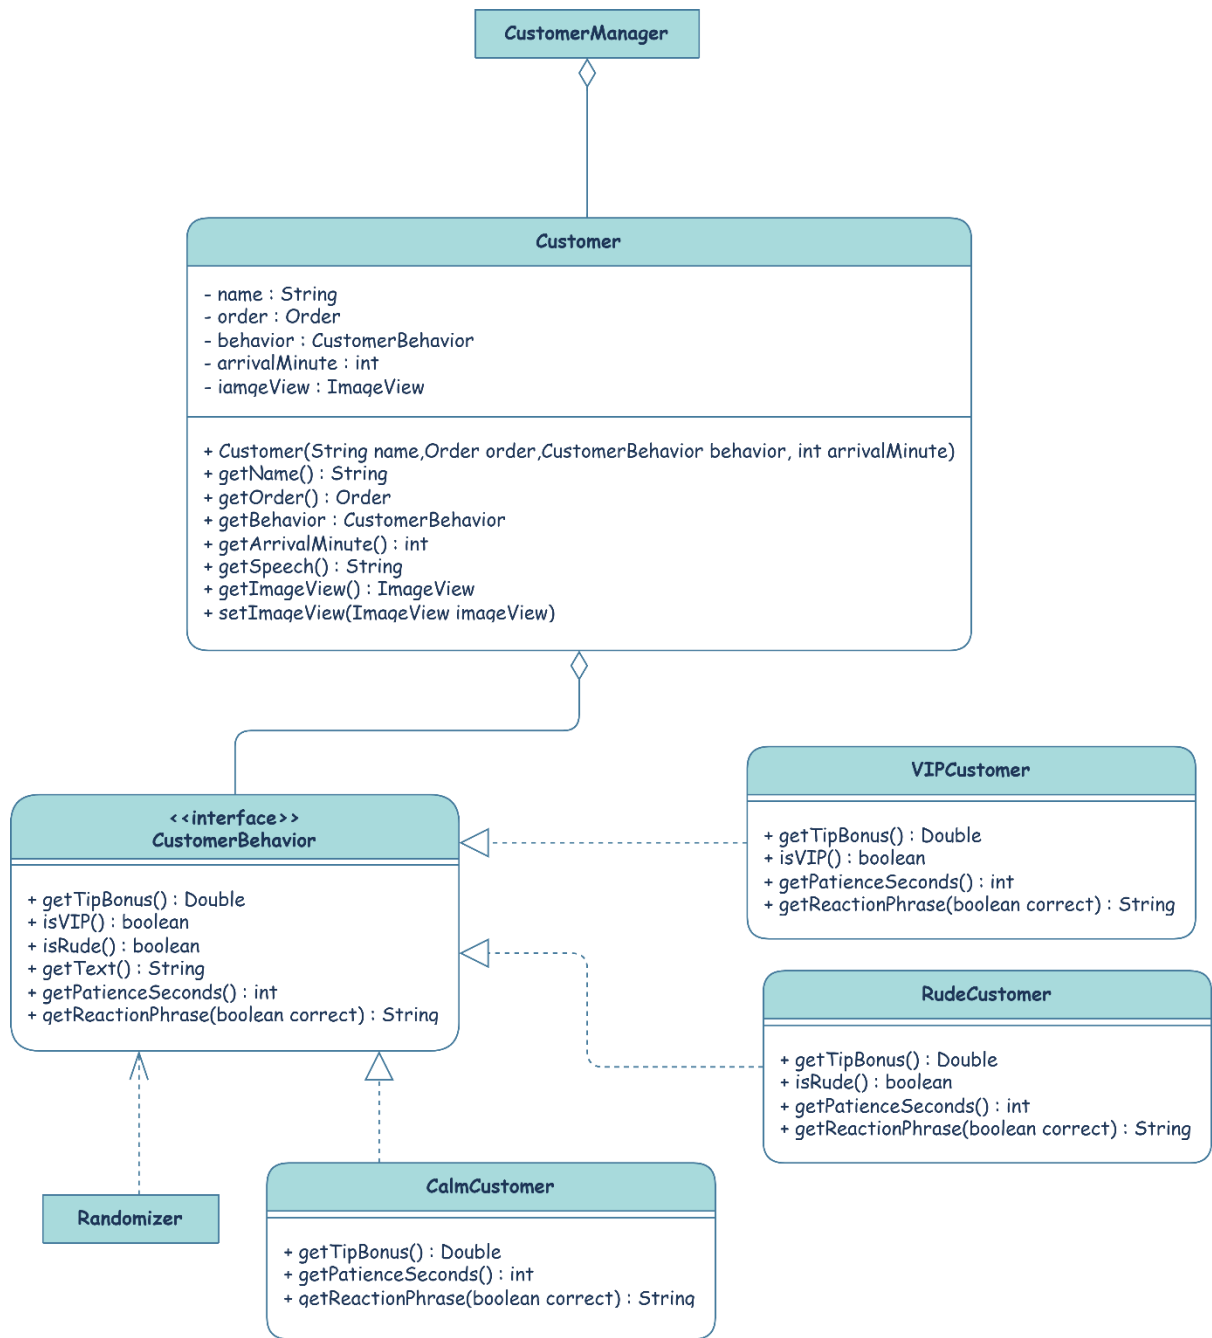 CustomerManager
Customer
- name : String
- order : Order
- behavior : CustomerBehavior
- arrivalMinute : int
- iamgeView : ImageView
+ Customer(String name,Order order,CustomerBehavior behavior, int arrivalMinute)
+ getName() : String
+ getOrder() : Order
+ getBehavior : CustomerBehavior
+ getArrivalMinute() : int
+ getSpeech() : String
+ getImageView() : ImageView
+ setImageView(ImageView imageView)
<<interface>>
CustomerBehavior
+ getTipBonus() : Double
+ isVIP() : boolean
+ isRude() : boolean
+ getText() : String
+ getPatienceSeconds() : int
+ getReactionPhrase(boolean correct) : String
VIPCustomer
+ getTipBonus() : Double
+ isVIP() : boolean
+ getPatienceSeconds() : int
+ getReactionPhrase(boolean correct) : String
RudeCustomer
+ getTipBonus() : Double
+ isRude() : boolean
+ getPatienceSeconds() : int
+ getReactionPhrase(boolean correct) : String
Randomizer
CalmCustomer
+ getTipBonus() : Double
+ getPatienceSeconds() : int
+ getReactionPhrase(boolean correct) : String